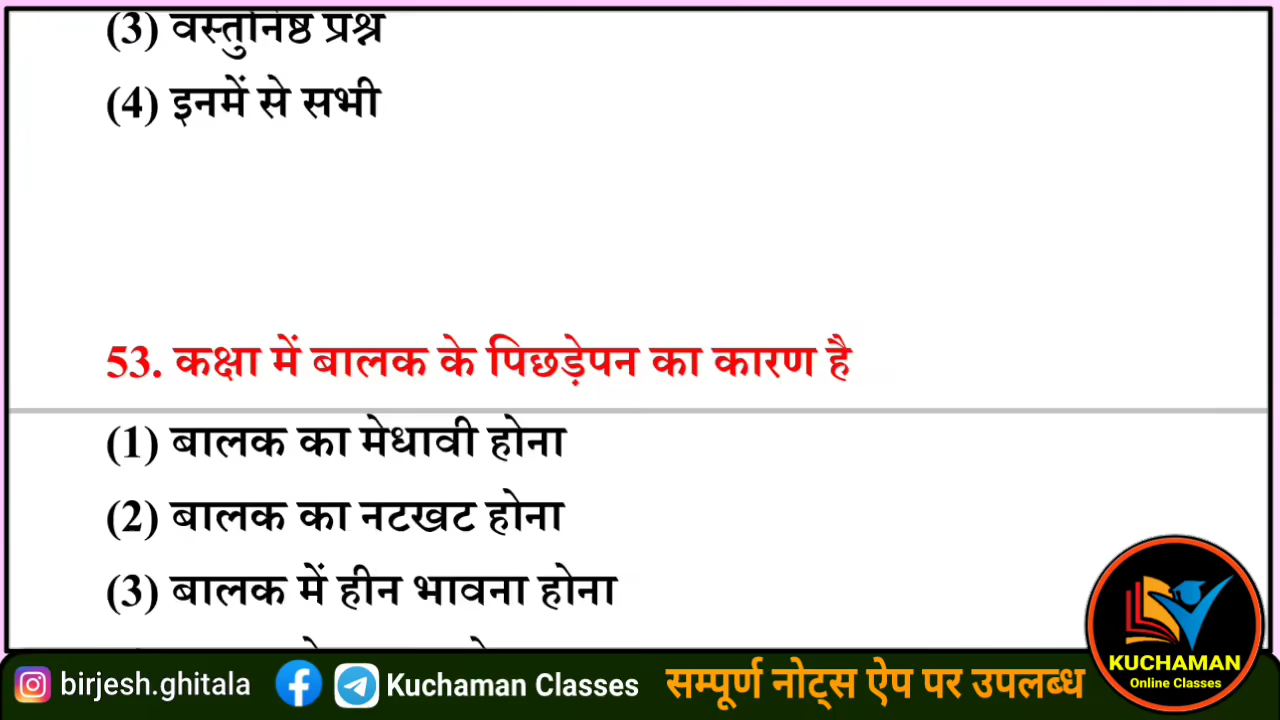 (3) वस्तुनिष्ठ प्रश्न
(4) इनमें से सभी
53. कक्षा में बालक के पिछड़ेपन का कारण है
(1) बालक का मेधावी होना
(2) बालक का नटखट होना
(3) बालक में हीन भावना होना
KUCHAMAN
Online Classes
birjesh.ghitala
Kuchaman Classes
सम्पूर्ण नोट्स ऐप पर उपलब्ध